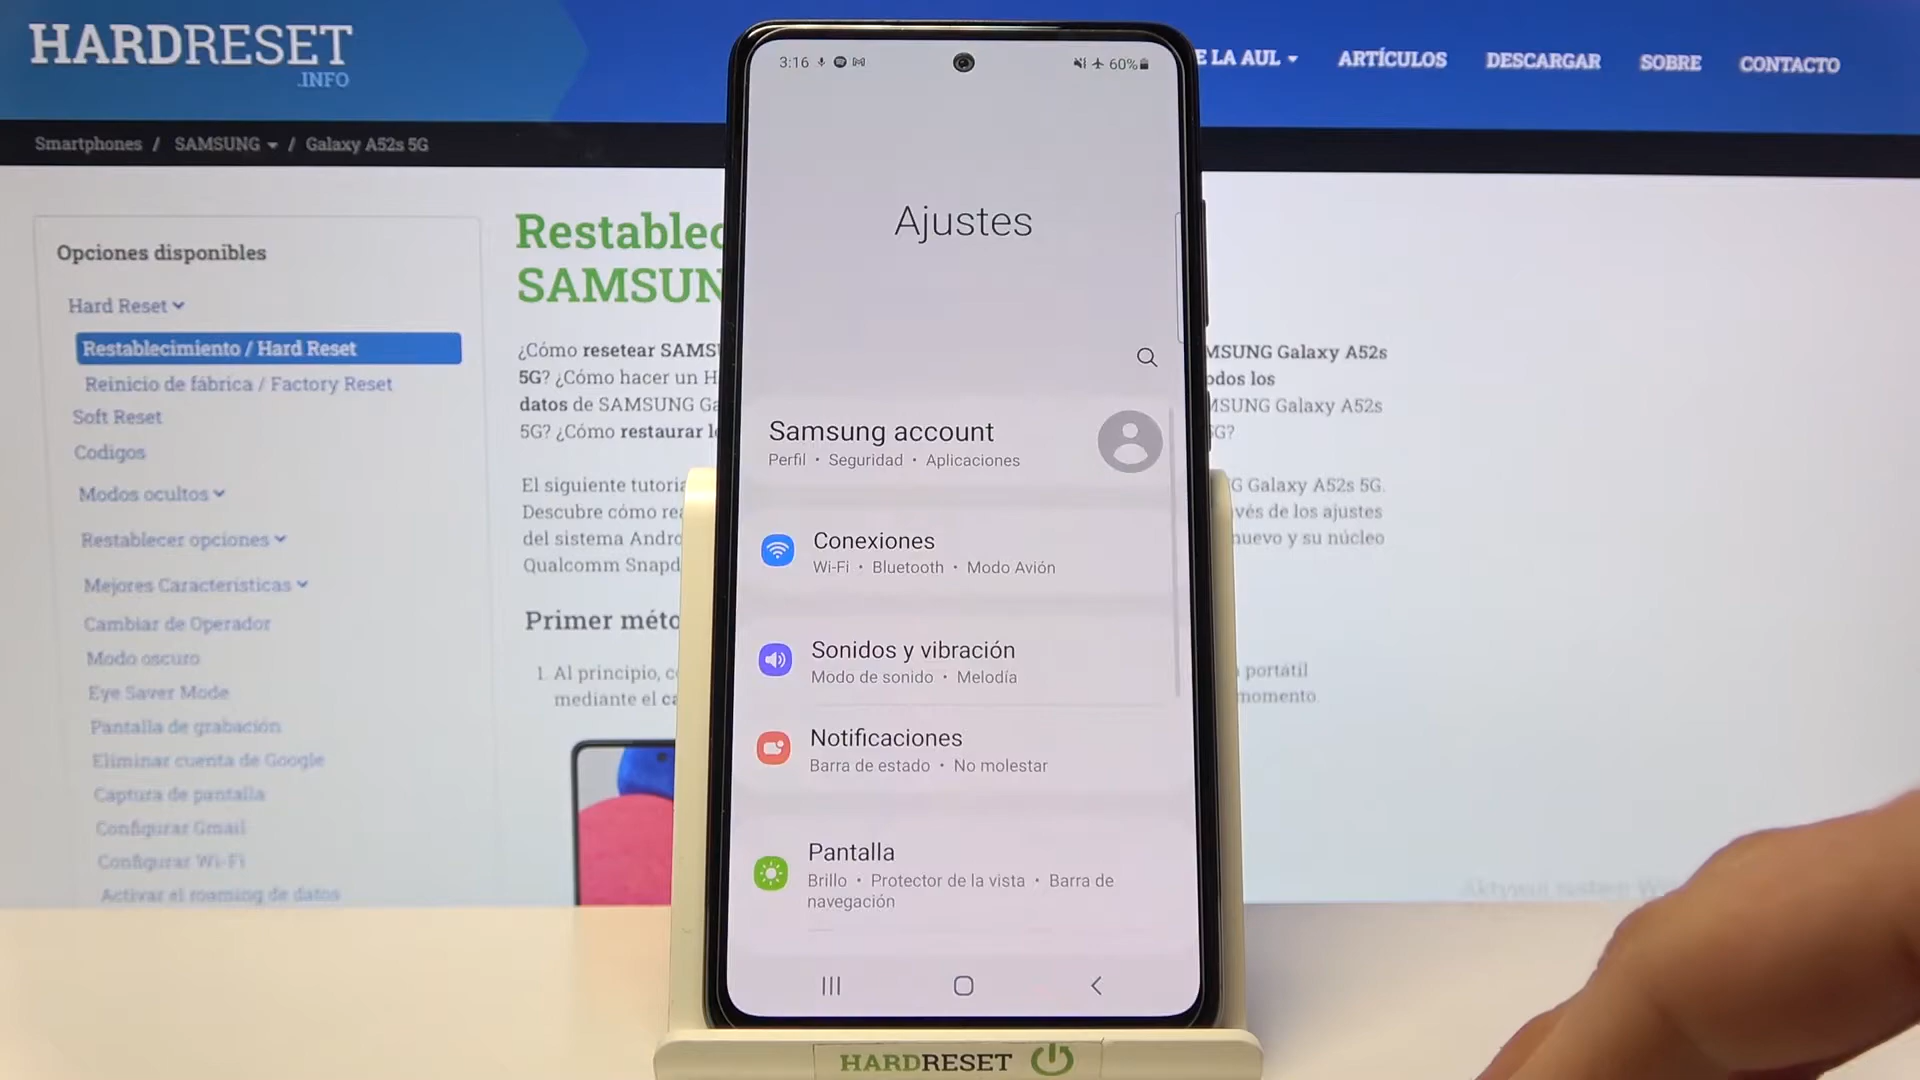 HARDRESET
.INFO
E LA AUL
ARTÍCULOS
DESCARGAR
SOBRE
CONTACTO
Smartphones / SAMSUNG / Galaxy A52s 5G
Opciones disponibles
Hard Reset
Restablecimiento / Hard Reset
Reinicio de fábrica / Factory Reset
Soft Reset
Codigos
Modos ocultos
Restablecer opciones
Mejores Características
Cambiar de Operador
Modo oscuro
Eye Saver Mode
Pantalla de grabación
Eliminar cuenta de Google
Captura de pantalla
Configurar Gmail
Configurar Wi-Fi
Activar el roaming de datos
Restablec
SAMSUN
¿Cómo resetear SAMS
5G? ¿Cómo hacer un H
datos de SAMSUNG Ga
5G? ¿Cómo restaurar l
El siguiente tutoria
Descubre cómo re
del sistema Andro
Qualcomm Snapd
Primer méto
1. Al principio, c
mediante el ca
MSUNG Galaxy A52s
odos los
MSUNG Galaxy A52s
G?
G Galaxy A52s 5G.
vés de los ajustes
nuevo y su núcleo
portátil
momento.
3:16
60%
Ajustes
Samsung account
Perfil • Seguridad • Aplicaciones
Conexiones
Wi-Fi • Bluetooth • Modo Avión
Sonidos y vibración
Modo de sonido • Melodía
Notificaciones
Barra de estado • No molestar
Pantalla
Brillo • Protector de la vista • Barra de
navegación
HARDRESET